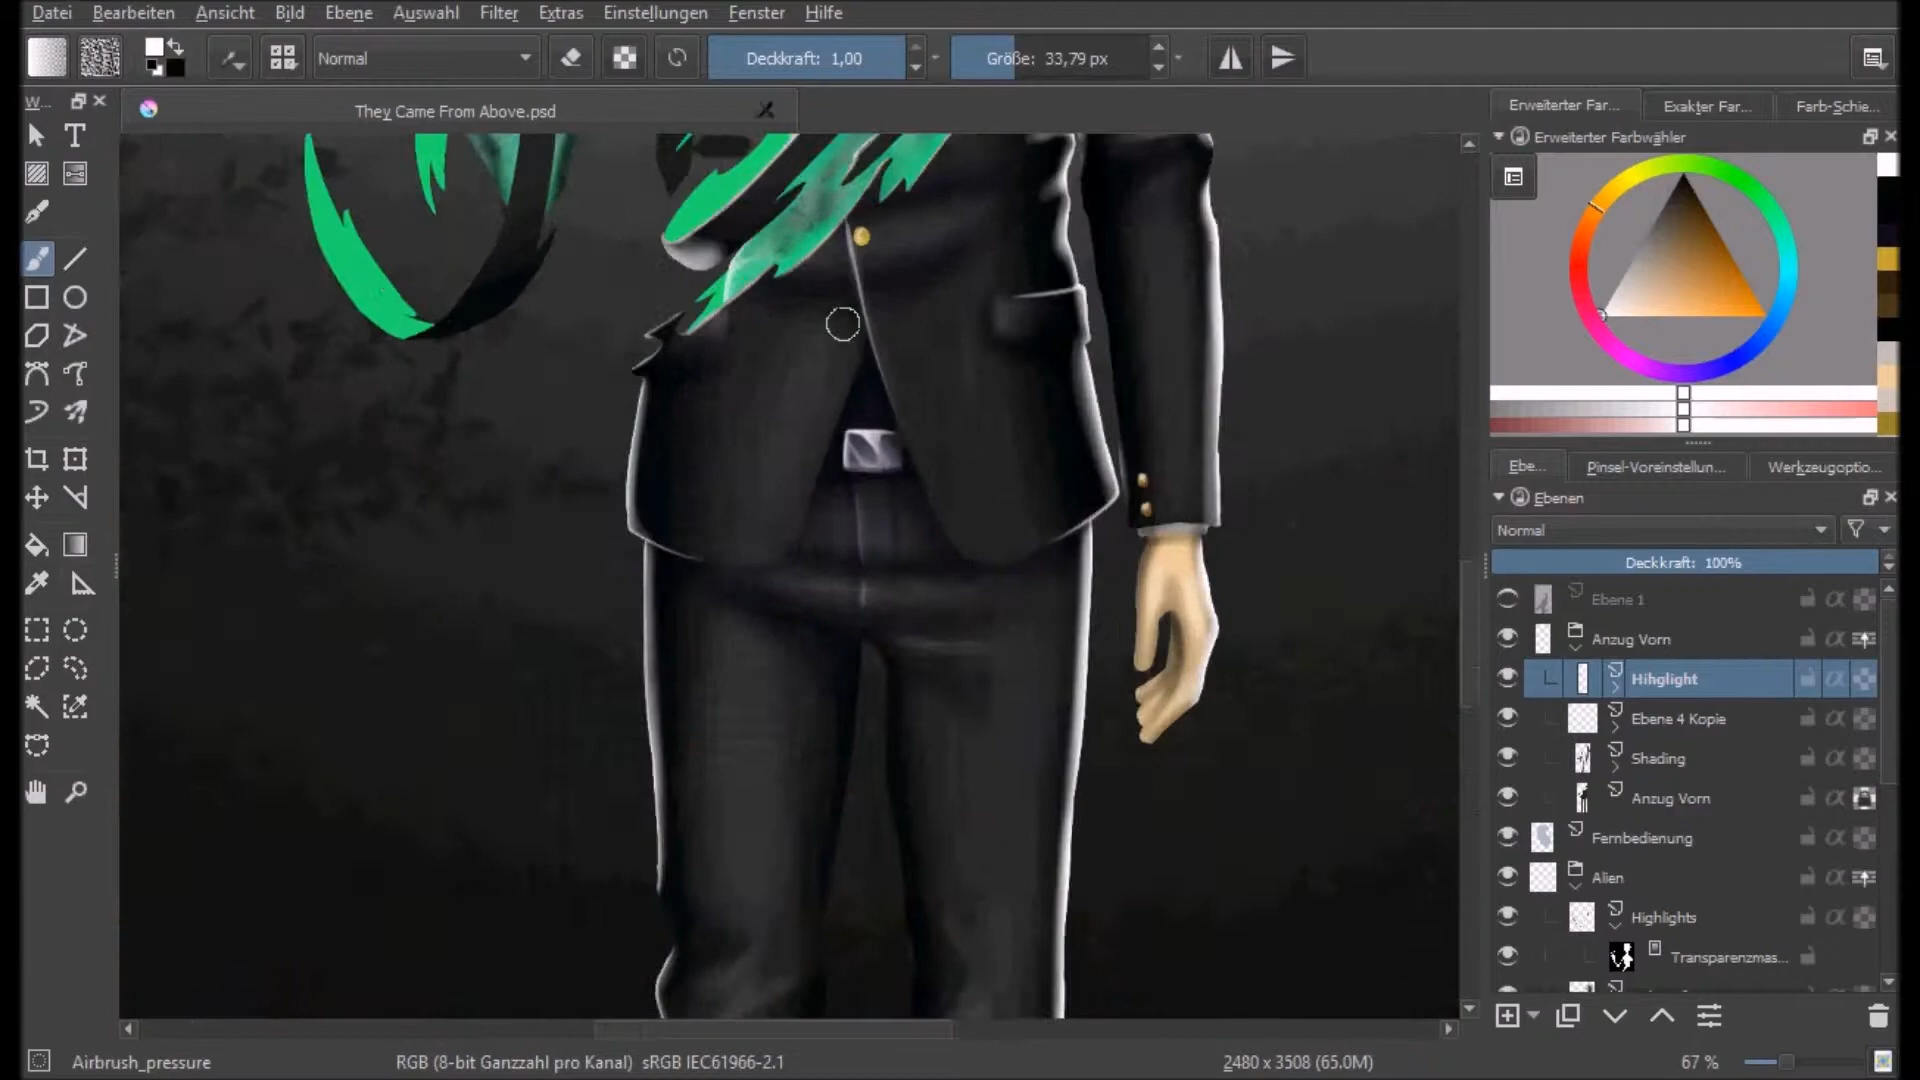 Datei Bearbeiten Ansicht Bild Ebene Auswahl Filter Extras Einstellungen Fenster Hilfe
Normal Deckkraft: 1,00 Größe: 33,79 px
W... They Came From Above.psd Erweiterter Far... Exakter Far... Farb-Schie...
Erweiterter Farbwähler
Ebe... Pinsel-Voreinstellun... Werkzeugoptio...
Ebenen
Normal
Deckkraft: 100%
Ebene 1
Anzug Vorn
Hihglight
Ebene 4 Kopie
Shading
Anzug Vorn
Fernbedienung
Alien
Highlights
Transparenzmas...
Airbrush_pressure RGB (8-bit Ganzzahl pro Kanal) sRGB IEC61966-2.1 2480 x 3508 (65.0M) 67 %